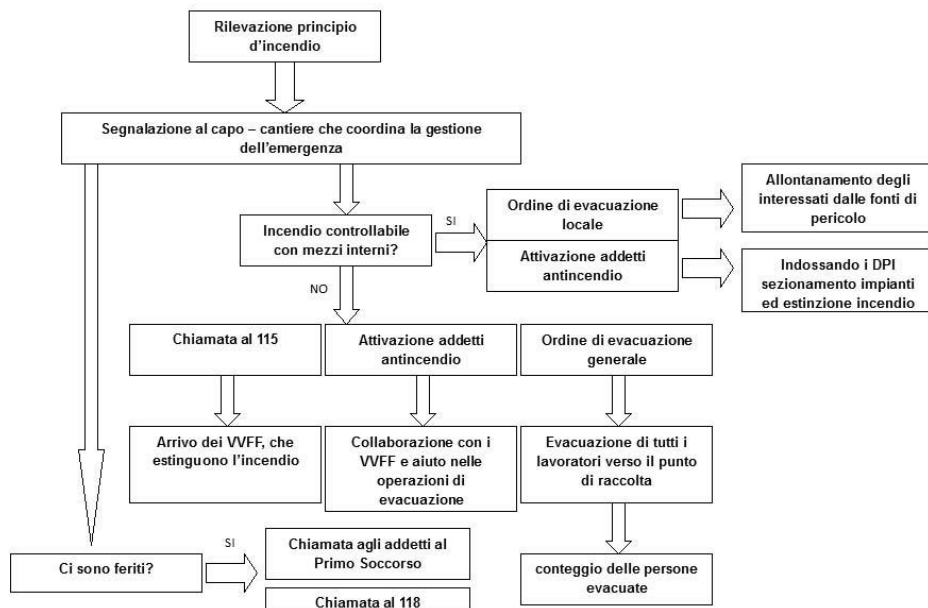 Rilevazione principio
d'incendio
Segnalazione al capo – cantiere che coordina la gestione
dell'emergenza
Incendio controllabile
con mezzi interni?
SI
Ordine di evacuazione
locale
Attivazione addetti
antincendio
Allontanamento degli
interessati dalle fonti di
pericolo
Indossando i DPI
sezionamento impianti
ed estinzione incendio
NO
Chiamata al 115
Attivazione addetti
antincendio
Ordine di evacuazione
generale
Arrivo dei VVFF, che
estinguono l'incendio
Collaborazione con i
VVFF e aiuto nelle
operazioni di
evacuazione
Evacuazione di tutti i
lavoratori verso il punto
di raccolta
Ci sono feriti?
SI
Chiamata agli addetti al
Primo Soccorso
Chiamata al 118
conteggio delle persone
evacuate